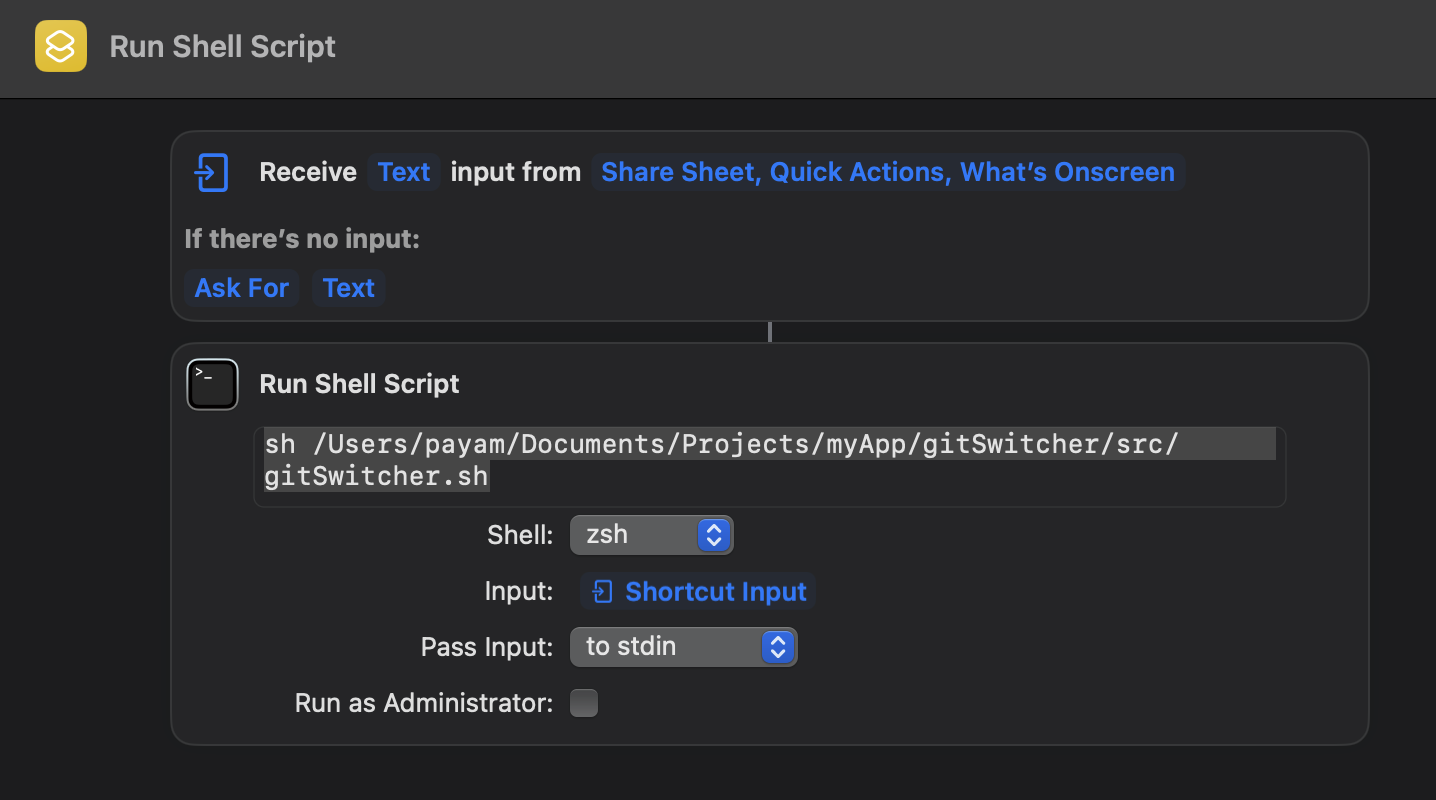 Run Shell Script
Receive Text input from Share Sheet, Quick Actions, What’s Onscreen
If there’s no input:
Ask For Text
>_
Run Shell Script
sh /Users/payam/Documents/Projects/myApp/gitSwitcher/src/
gitSwitcher.sh
Shell: zsh
Input: Shortcut Input
Pass Input: to stdin
Run as Administrator: